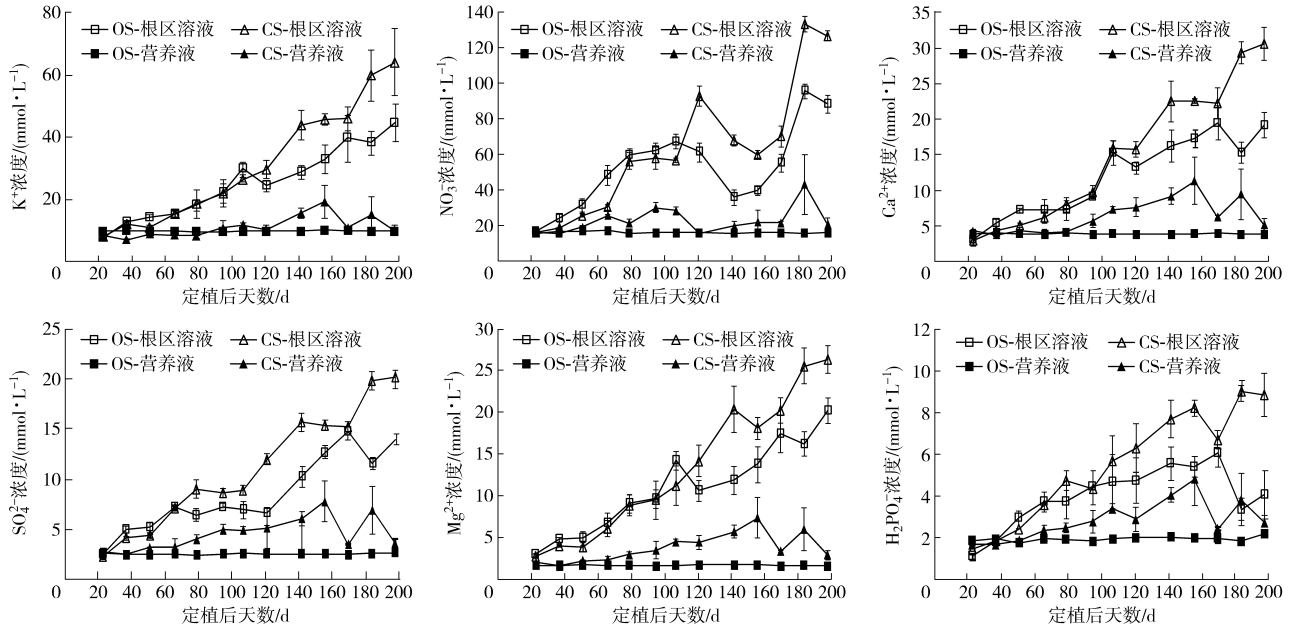 K⁺浓度/(mmol·L⁻¹)
80
60
40
20
0
OS-根区溶液
CS-根区溶液
OS-营养液
CS-营养液
20 40 60 80 100 120 140 160 180 200
定植后天数/d
NO₃⁻浓度/(mmol·L⁻¹)
140
120
100
80
60
40
20
0
OS-根区溶液
CS-根区溶液
OS-营养液
CS-营养液
20 40 60 80 100 120 140 160 180 200
定植后天数/d
Ca²⁺浓度/(mmol·L⁻¹)
35
30
25
20
15
10
5
0
OS-根区溶液
CS-根区溶液
OS-营养液
CS-营养液
20 40 60 80 100 120 140 160 180 200
定植后天数/d
SO₄²⁻浓度/(mmol·L⁻¹)
25
20
15
10
5
0
OS-根区溶液
CS-根区溶液
OS-营养液
CS-营养液
20 40 60 80 100 120 140 160 180 200
定植后天数/d
Mg²⁺浓度/(mmol·L⁻¹)
30
25
20
15
10
5
0
OS-根区溶液
CS-根区溶液
OS-营养液
CS-营养液
20 40 60 80 100 120 140 160 180 200
定植后天数/d
H₂PO₄⁻浓度/(mmol·L⁻¹)
12
10
8
6
4
2
0
OS-根区溶液
CS-根区溶液
OS-营养液
CS-营养液
20 40 60 80 100 120 140 160 180 200
定植后天数/d